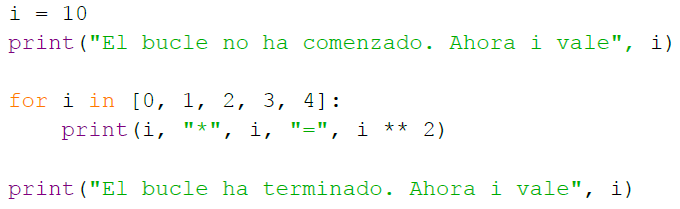 i = 10
print("El bucle no ha comenzado. Ahora i vale", i)
for i in [0, 1, 2, 3, 4]:
    print(i, "*", i, "=", i ** 2)
print("El bucle ha terminado. Ahora i vale", i)